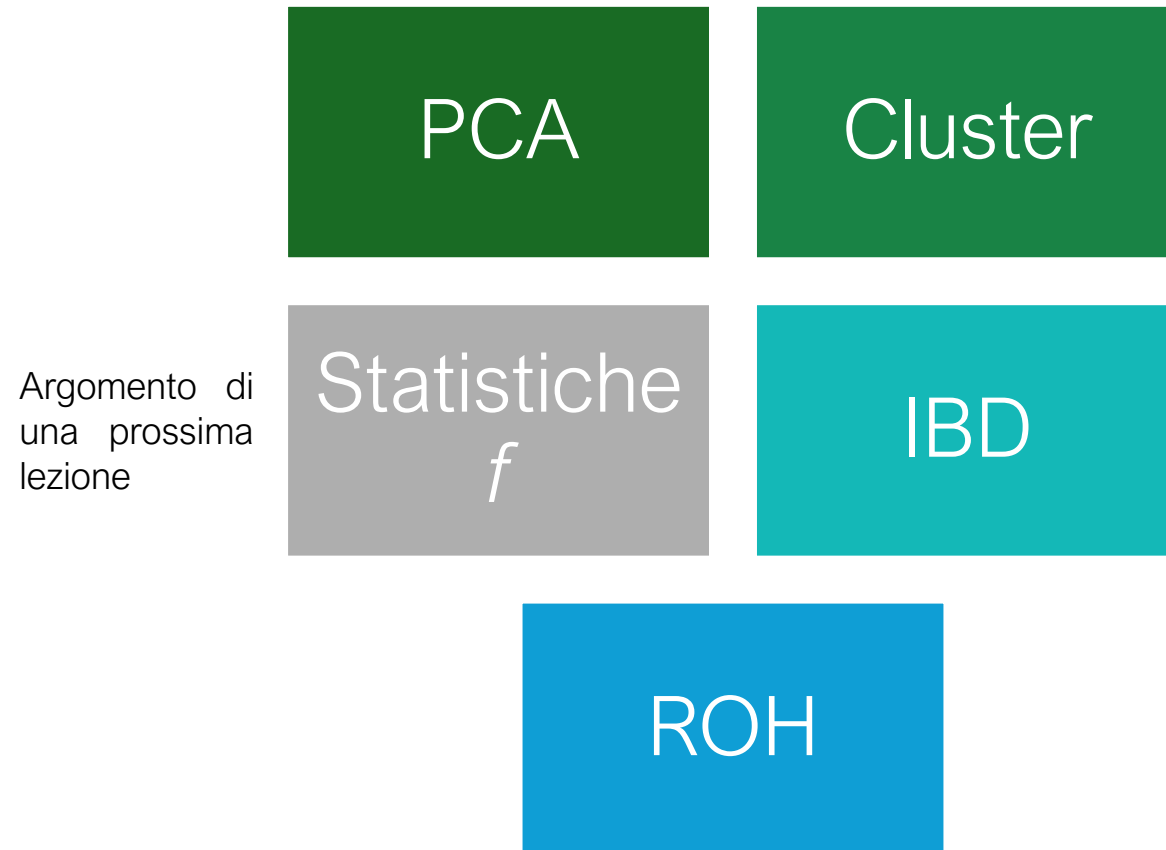 PCA
Cluster
Argomento di
una prossima
lezione
Statistiche
f
IBD
ROH